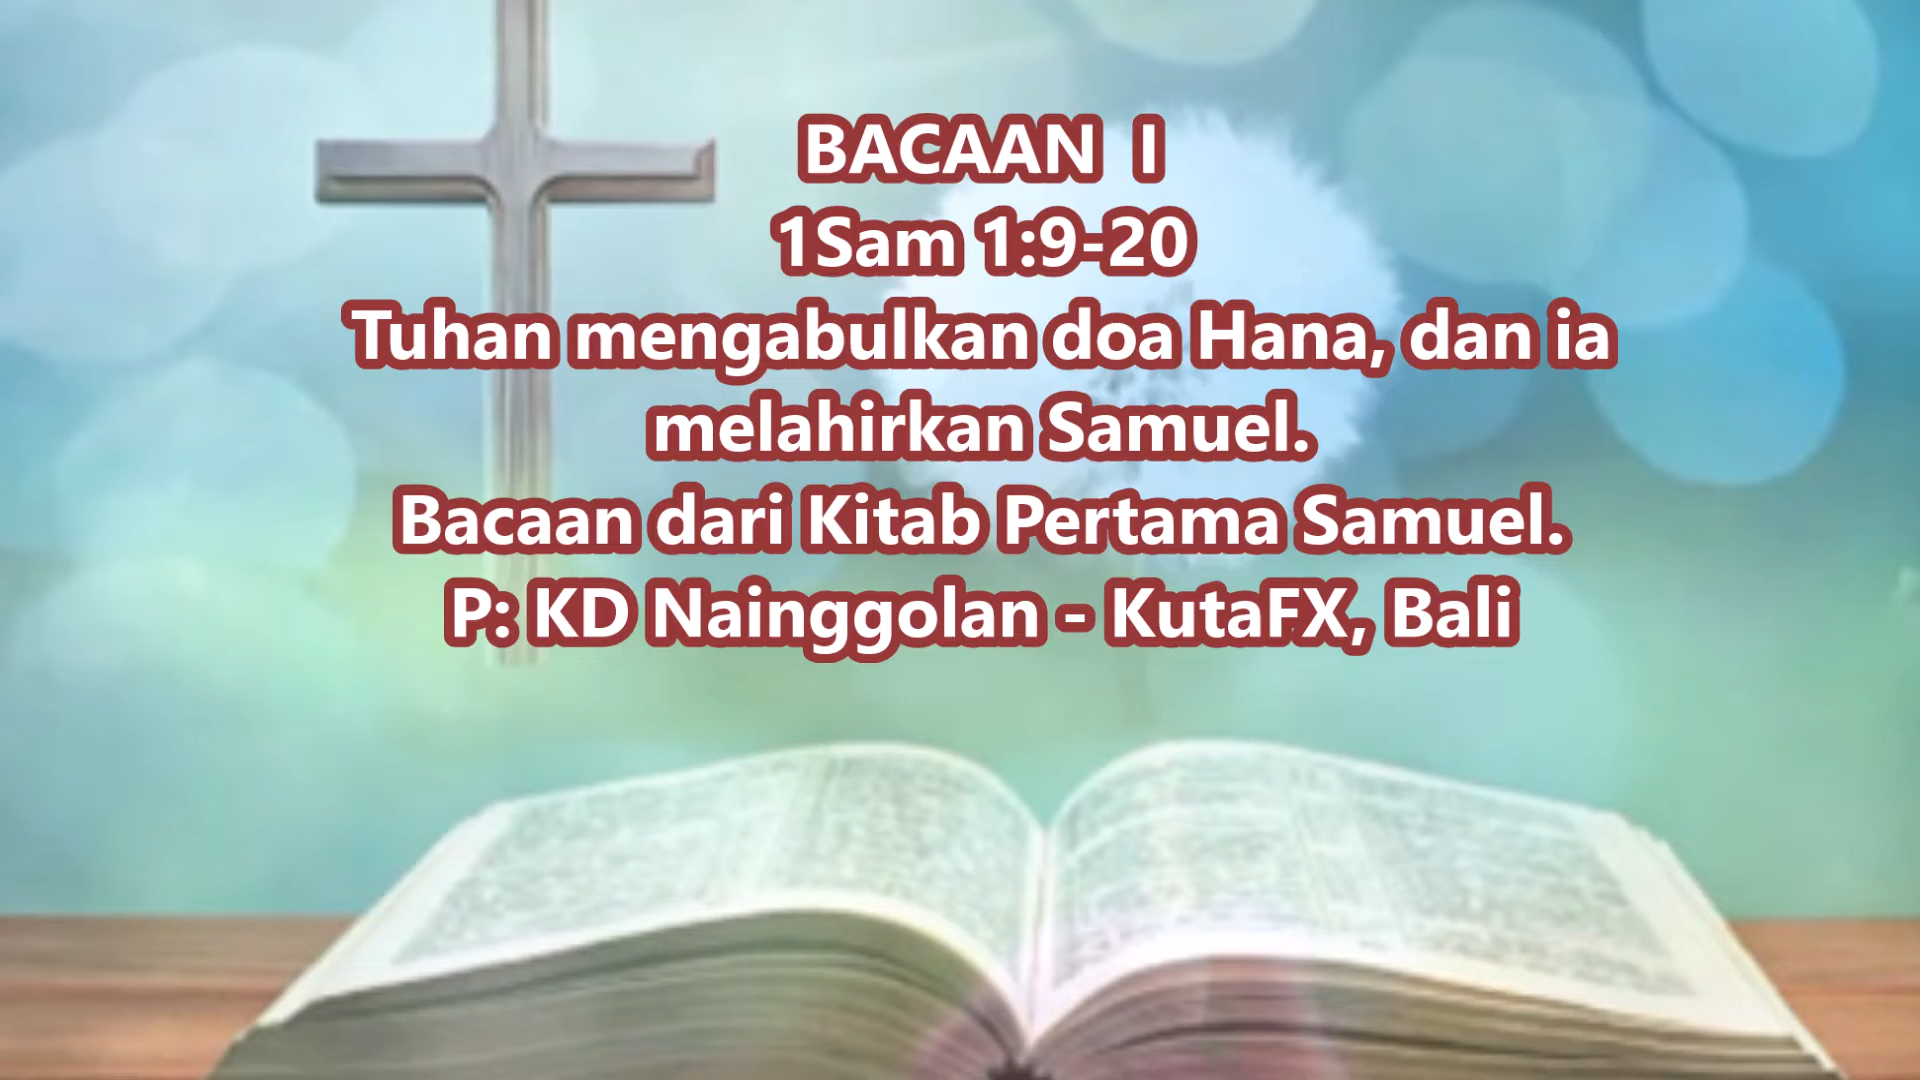 BACAAN I
1Sam 1:9-20
Tuhan mengabulkan doa Hana, dan ia
melahirkan Samuel.
Bacaan dari Kitab Pertama Samuel.
P: KD Nainggolan - KutaFX, Bali